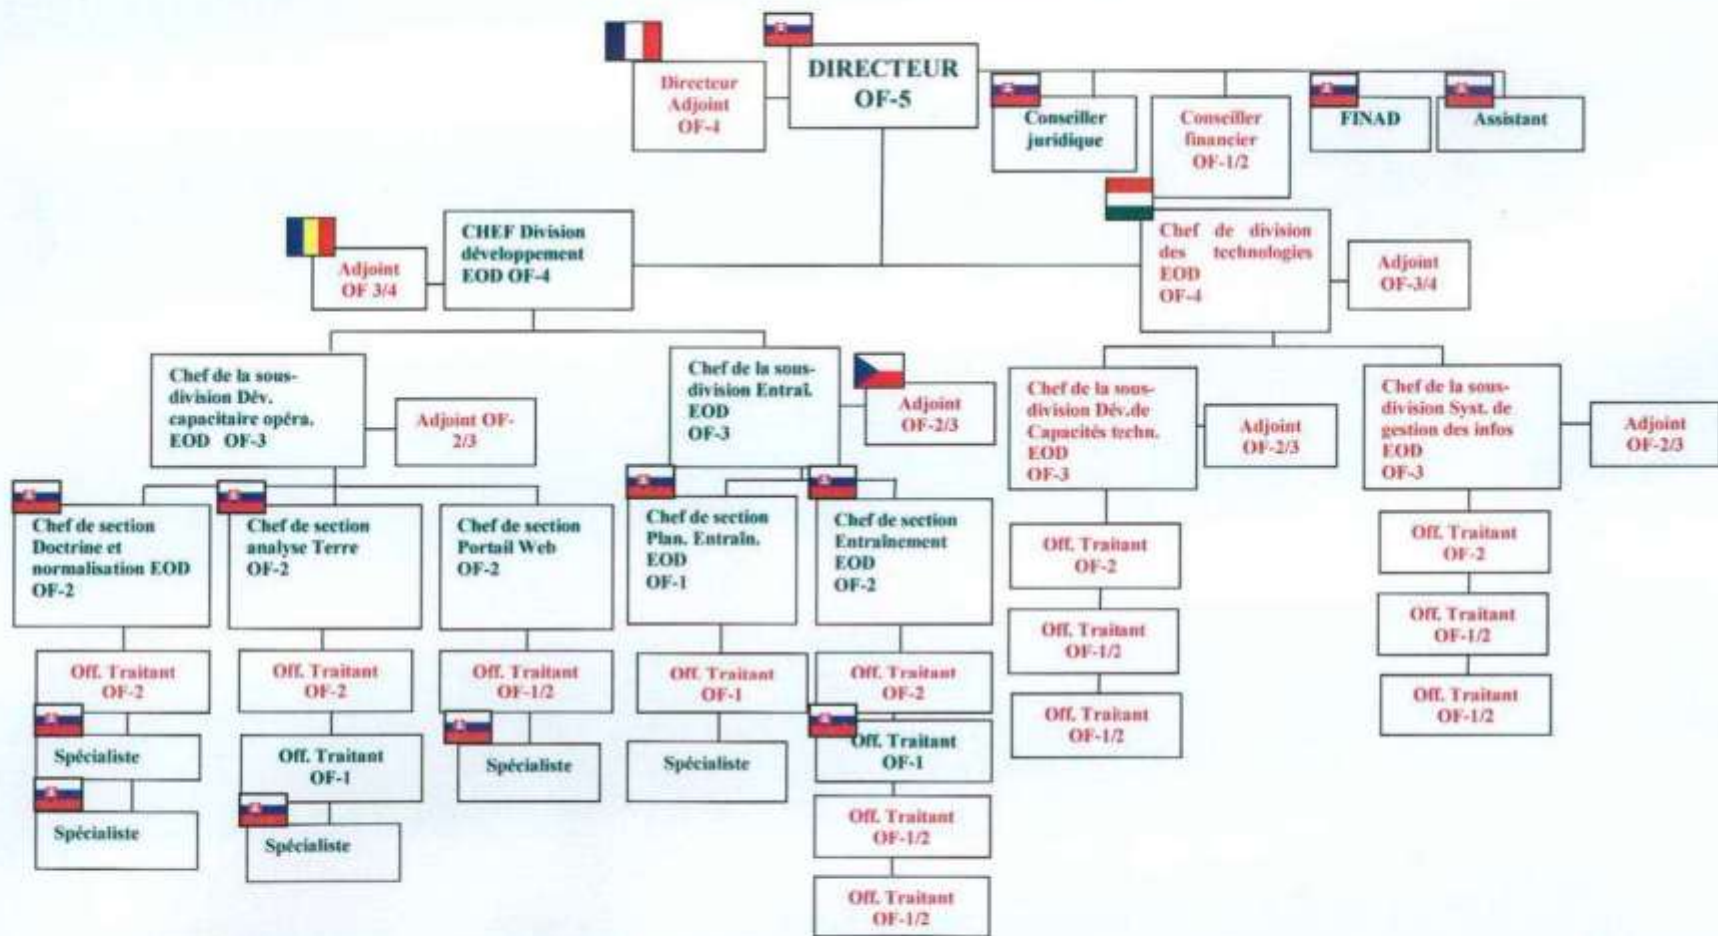 DIRECTEUR
OF-5
Directeur
Adjoint
OF-4
Conseiller
juridique
Conseiller
financier
OF-1/2
FINAD
Assistant
CHEF Division
développement
EOD OF-4
Adjoint
OF 3/4
Chef de division
des technologies
EOD
OF-4
Adjoint
OF-3/4
Chef de la sous-
division Dév.
capacitaire opéra.
EOD OF-3
Adjoint OF-
2/3
Chef de la sous-
division Entraî.
EOD
OF-3
Adjoint
OF-2/3
Chef de la sous-
division Dév.de
Capacités techn.
EOD
OF-3
Adjoint
OF-2/3
Chef de la sous-
division Syst. de
gestion des infos
EOD
OF-3
Adjoint
OF-2/3
Chef de section
Doctrine et
normalisation EOD
OF-2
Chef de section
analyse Terre
OF-2
Chef de section
Portail Web
OF-2
Chef de section
Plan. Entraîn.
EOD
OF-1
Chef de section
Entraînement
EOD
OF-2
Off. Traitant
OF-2
Off. Traitant
OF-1/2
Off. Traitant
OF-1/2
Off. Traitant
OF-2
Off. Traitant
OF-1/2
Off. Traitant
OF-1/2
Off. Traitant
OF-2
Spécialiste
Spécialiste
Off. Traitant
OF-2
Off. Traitant
OF-1
Spécialiste
Off. Traitant
OF-1/2
Spécialiste
Off. Traitant
OF-1
Spécialiste
Off. Traitant
OF-2
Off. Traitant
OF-1
Off. Traitant
OF-1/2
Off. Traitant
OF-1/2